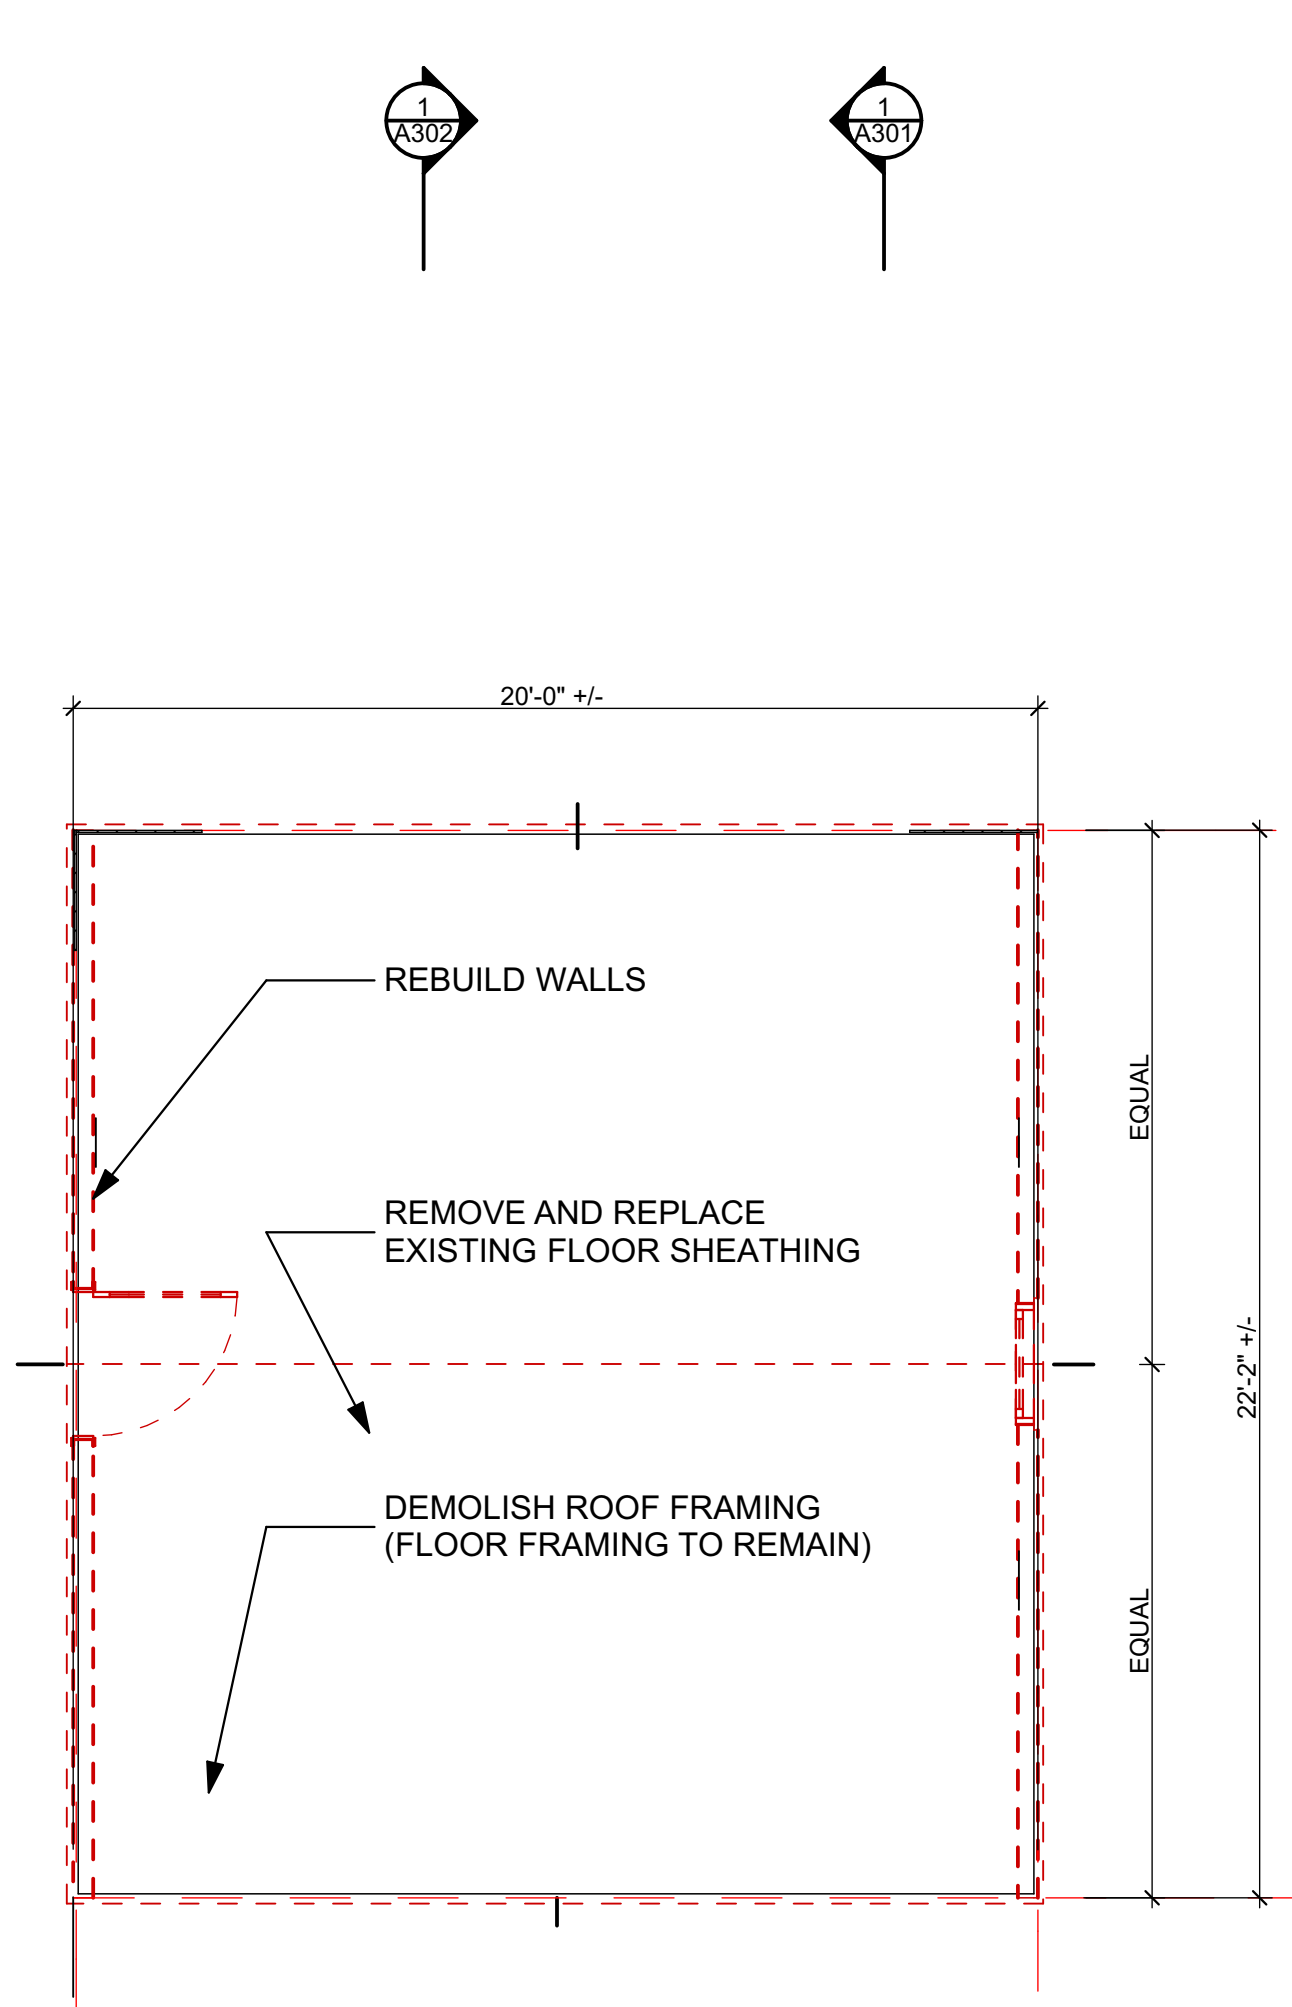 1
A302
1
A301
20'-0" +/-
REBUILD WALLS
EQUAL
REMOVE AND REPLACE
EXISTING FLOOR SHEATHING
22'-2" +/-
DEMOLISH ROOF FRAMING
(FLOOR FRAMING TO REMAIN)
EQUAL